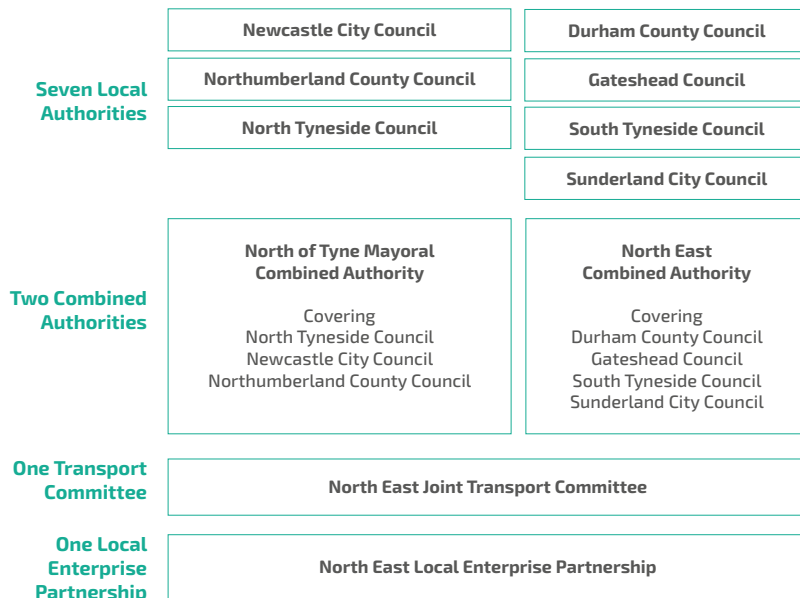 Seven Local
Authorities
Newcastle City Council
Durham County Council
Northumberland County Council
Gateshead Council
North Tyneside Council
South Tyneside Council
Sunderland City Council
Two Combined
Authorities
North of Tyne Mayoral
Combined Authority
Covering
North Tyneside Council
Newcastle City Council
Northumberland County Council
North East
Combined Authority
Covering
Durham County Council
Gateshead Council
South Tyneside Council
Sunderland City Council
One Transport
Committee
North East Joint Transport Committee
One Local
Enterprise
Partnership
North East Local Enterprise Partnership